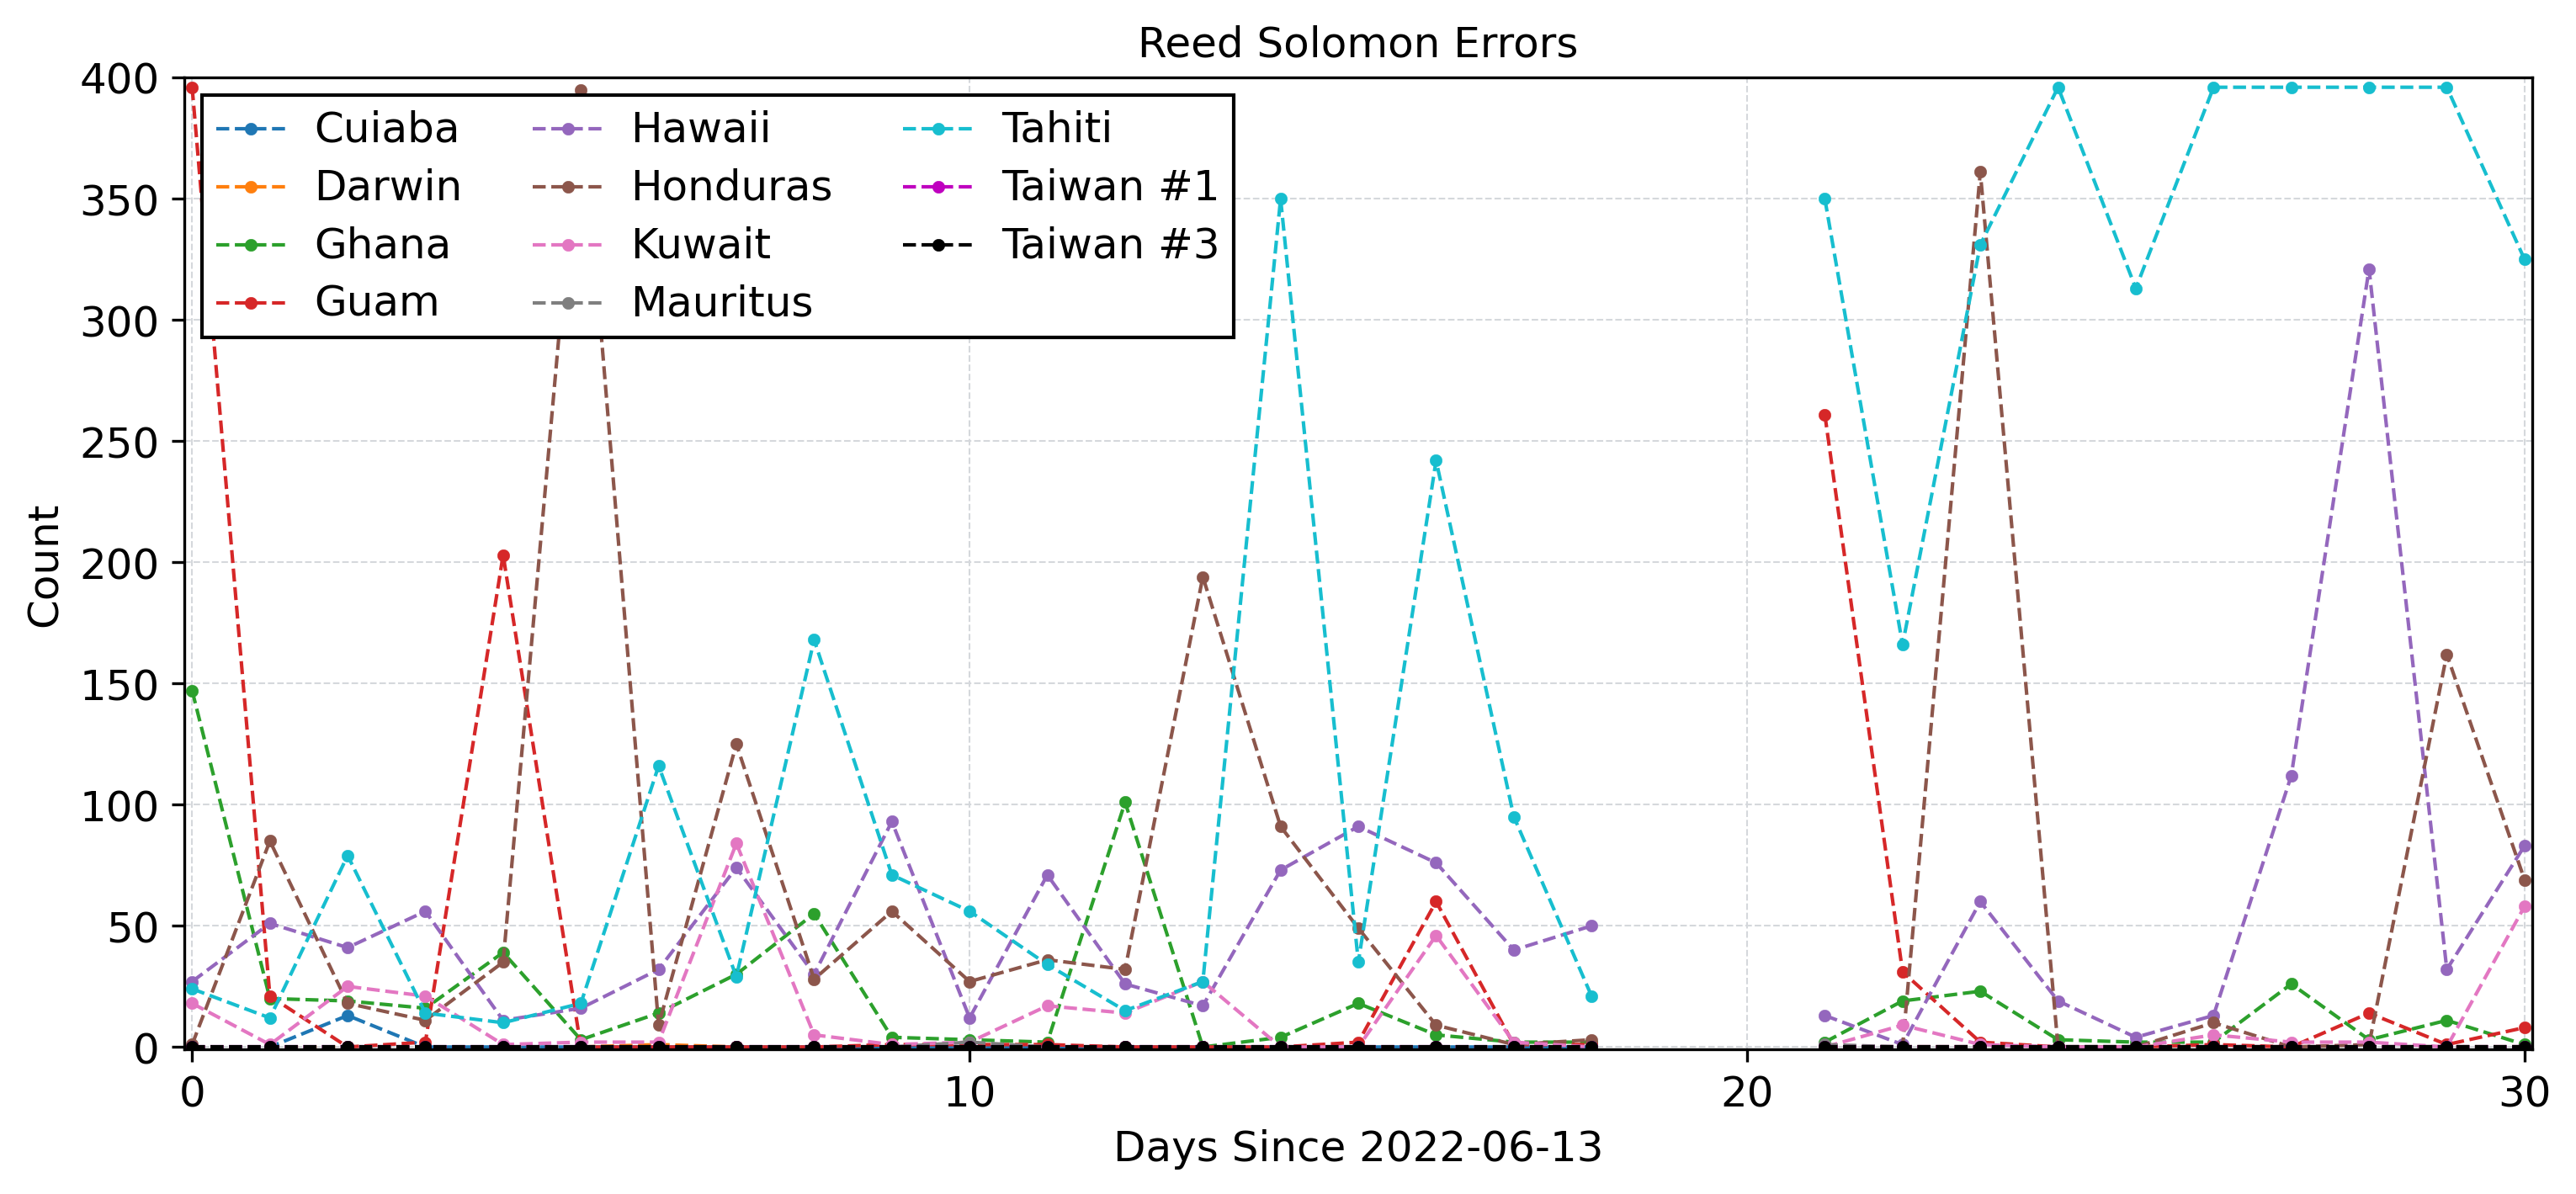 Reed Solomon Errors
400
350
300
250
200
150
100
50
0
Count
Cuiaba
Darwin
Ghana
Guam
Hawaii
Honduras
Kuwait
Mauritus
Tahiti
Taiwan #1
Taiwan #3
0 10 20 30
Days Since 2022-06-13